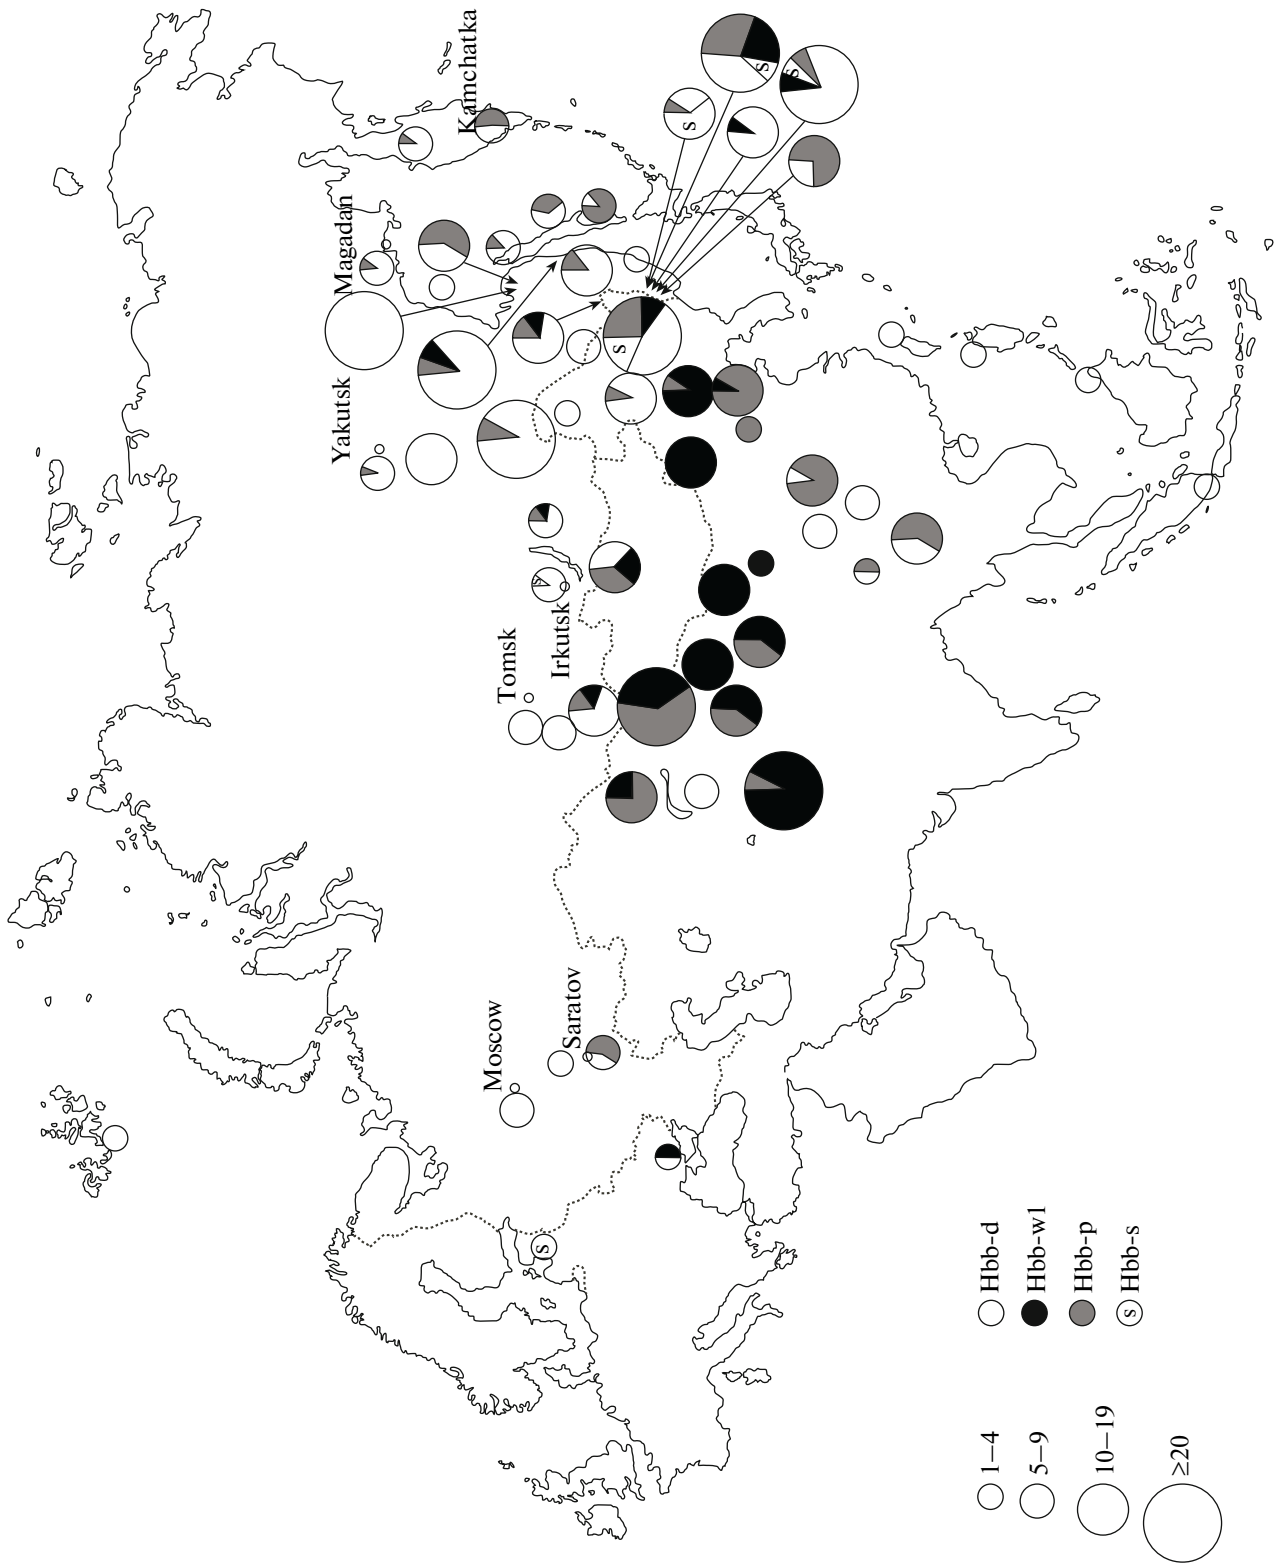 Yakutsk
Magadan
Kamchatka
Moscow
Tomsk
s
s
Irkutsk
Saratov
s
s
s
s
1–4
5–9
10–19
≥20
Hbb-d
Hbb-w1
Hbb-p
s Hbb-s